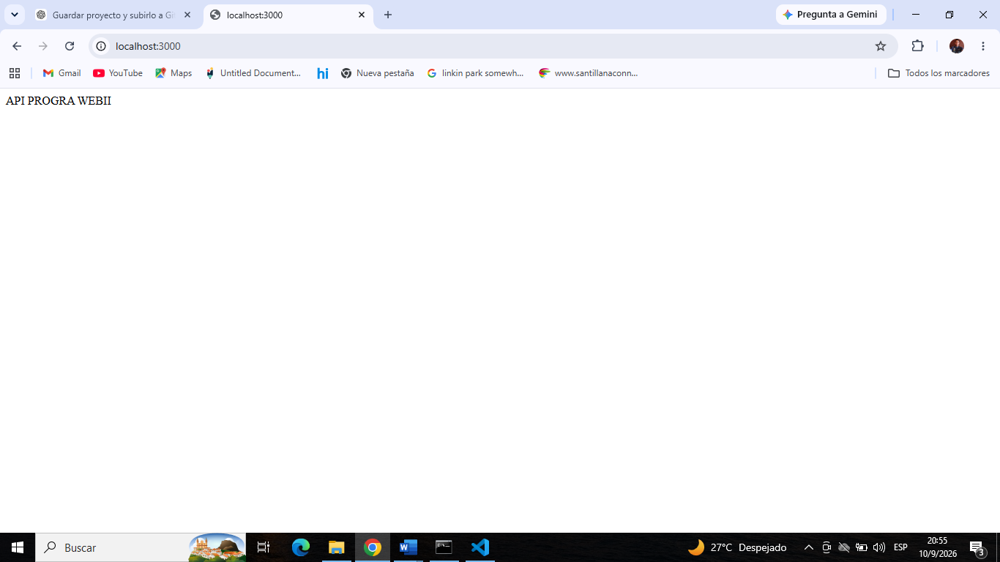 Guardar proyecto y subirlo a Gi
localhost:3000
Pregunta a Gemini
localhost:3000
Gmail
YouTube
Maps
Untitled Document...
hi
Nueva pestaña
linkin park somewh...
www.santillanaconn...
Todos los marcadores
API PROGRA WEBII
Buscar
27°C Despejado
ESP
20:55
10/9/2026
3